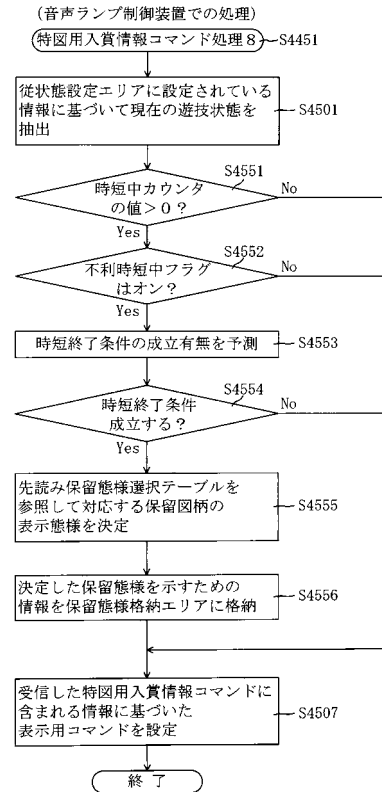 (音声ランプ制御装置での処理)
特図用入賞情報コマンド処理8
S4451
従状態設定エリアに設定されている
情報に基づいて現在の遊技状態を
抽出
S4501
S4551
時短中カウンタ
の値>0?
No
Yes
S4552
不利時短中フラグ
はオン?
No
Yes
時短終了条件の成立有無を予測
S4553
S4554
時短終了条件
成立する?
No
Yes
先読み保留態様選択テーブルを
参照して対応する保留図柄の
表示態様を決定
S4555
決定した保留態様を示すための
情報を保留態様格納エリアに格納
S4556
受信した特図用入賞情報コマンドに
含まれる情報に基づいた
表示用コマンドを設定
S4507
終了